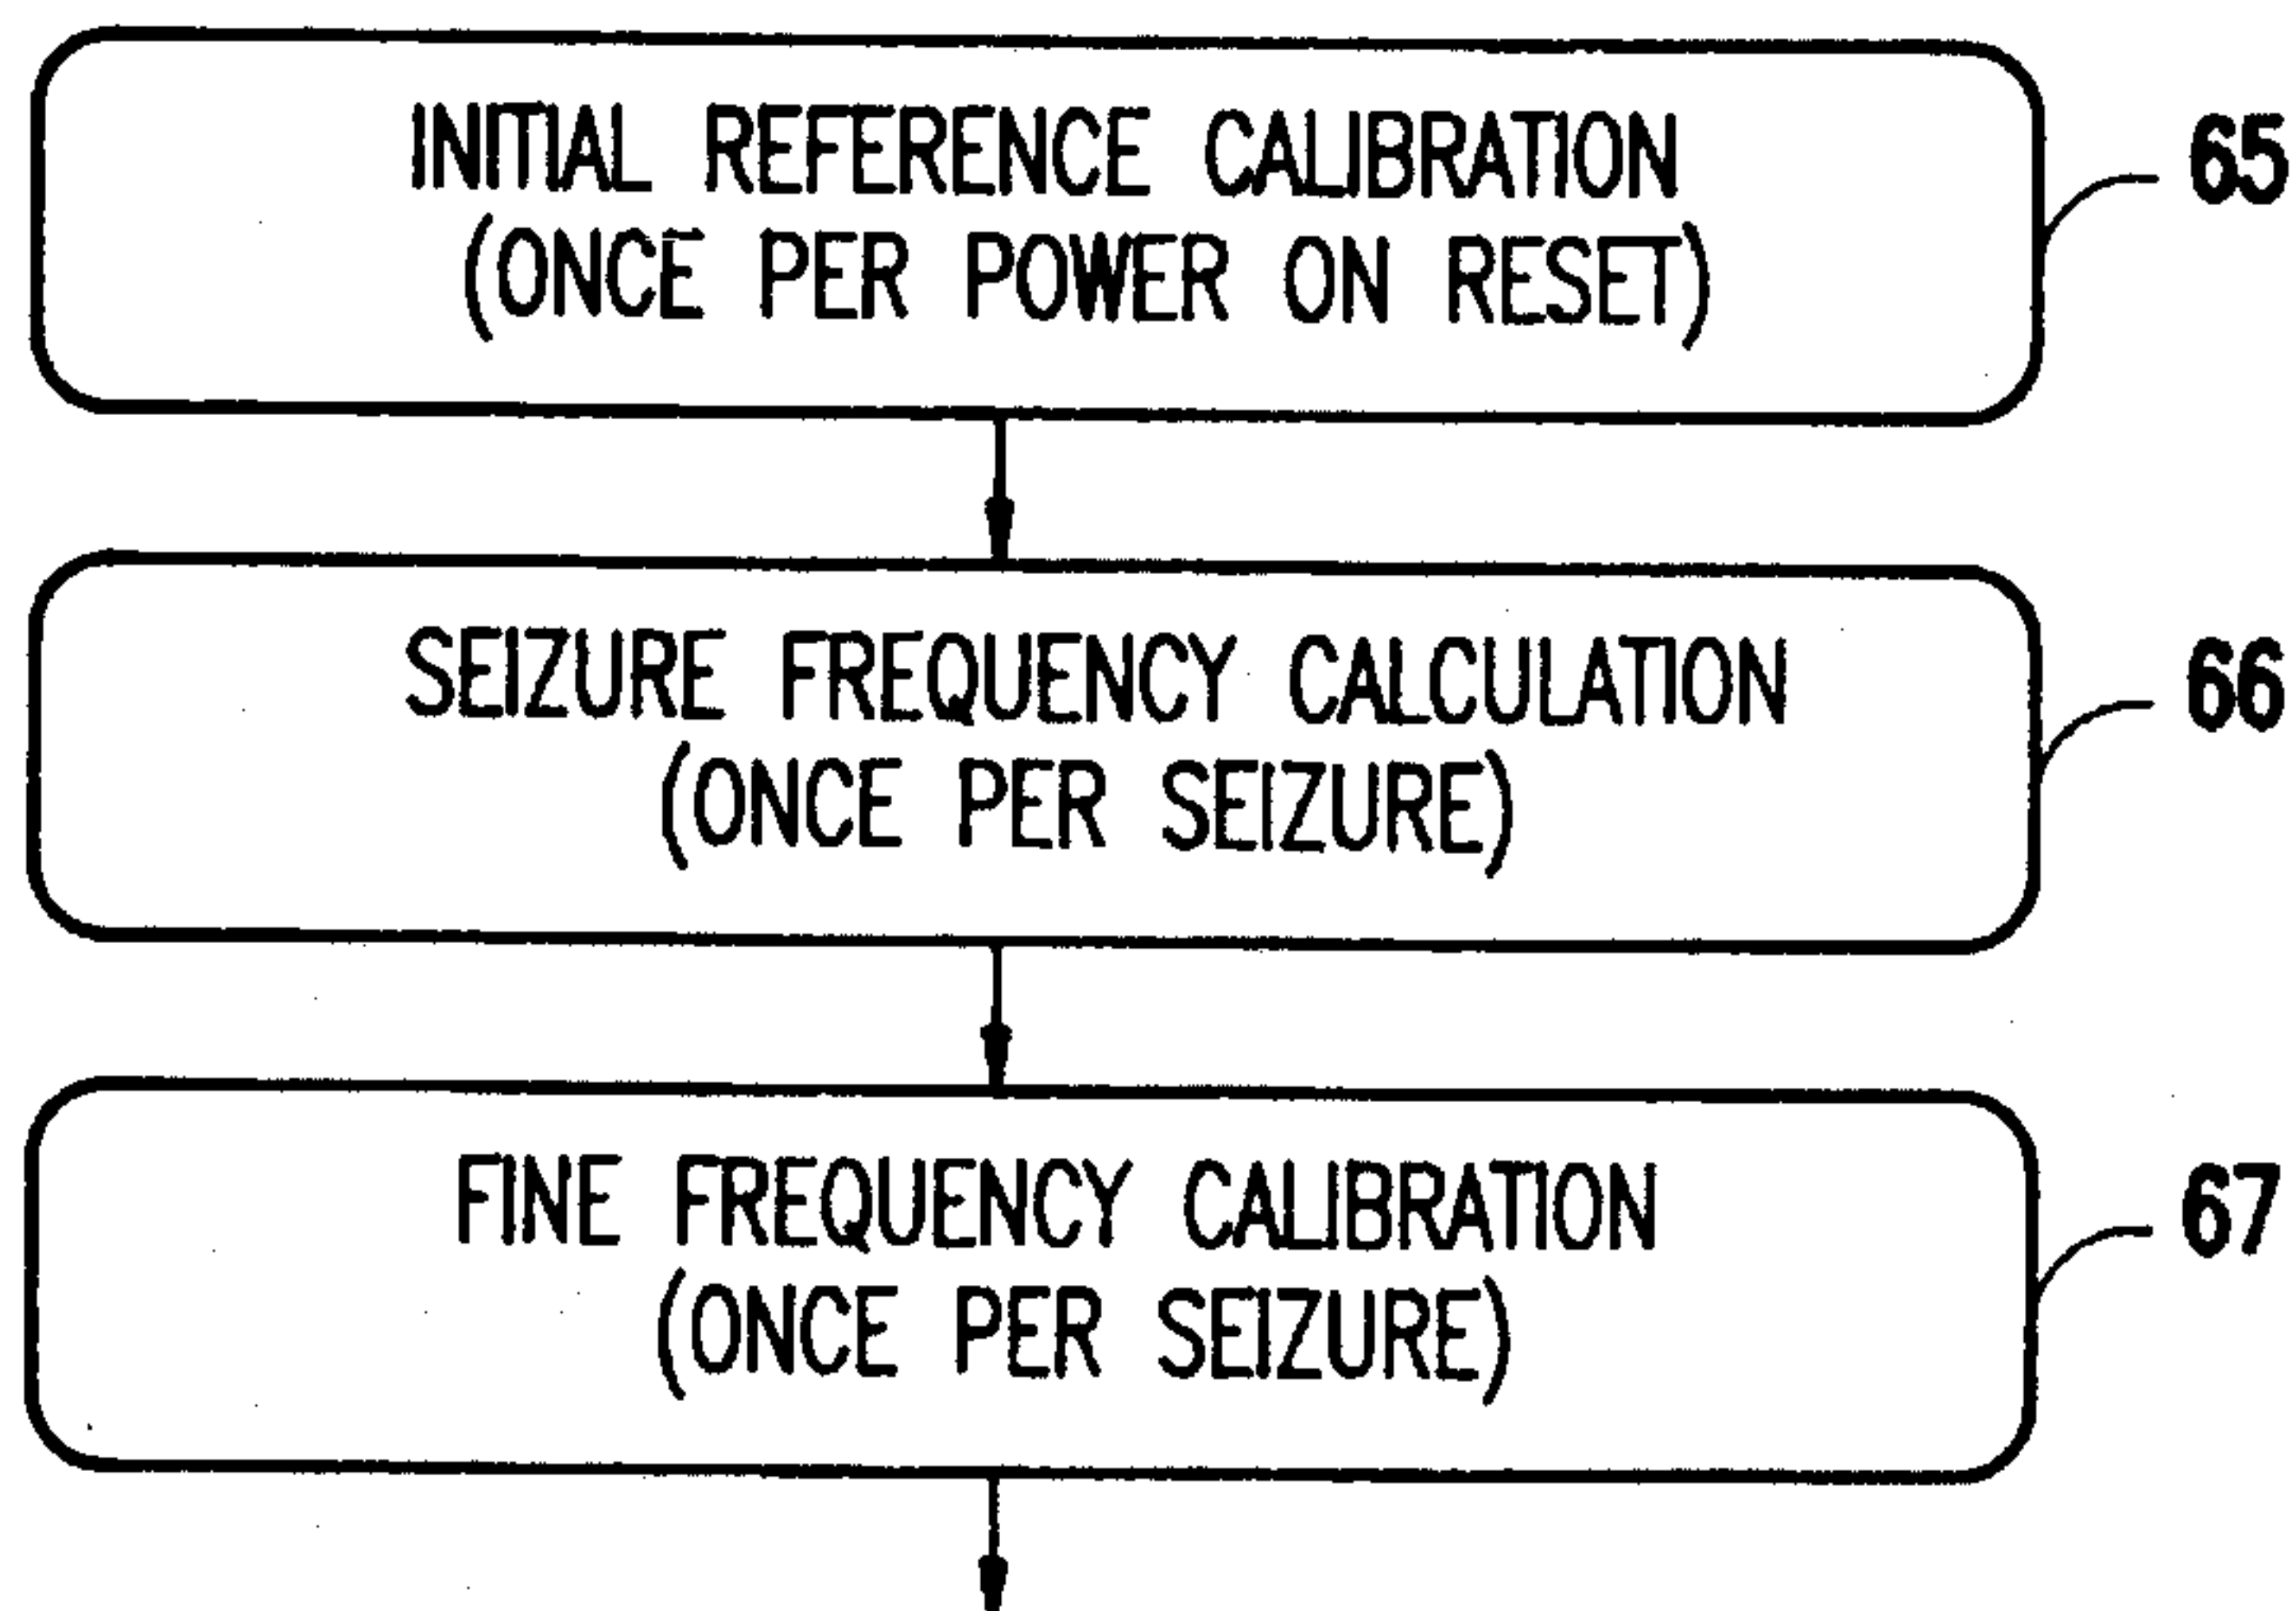 INITIAL REFERENCE CALIBRATION
(ONCE PER POWER ON RESET)
65
SEIZURE FREQUENCY CALCULATION
(ONCE PER SEIZURE)
66
FINE FREQUENCY CALIBRATION
(ONCE PER SEIZURE)
67